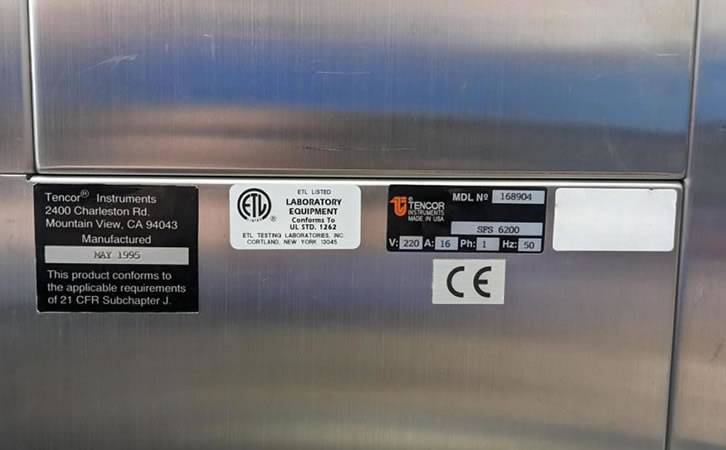 Tencor® Instruments
2400 Charleston Rd.
Mountain View, CA 94043
Manufactured
MAY 1995
This product conforms to
the applicable requirements
of 21 CFR Subchapter J.
ETL LISTED
LABORATORY
EQUIPMENT
Conforms To
UL STD. 1262
ETL TESTING LABORATORIES, INC.
CORTLAND, NEW YORK 13045
ETL
®
TENCOR
INSTRUMENTS
MADE IN USA
MDL Nº 168904
SFS 6200
V: 220 A: 16 Ph: 1 Hz: 50
CE